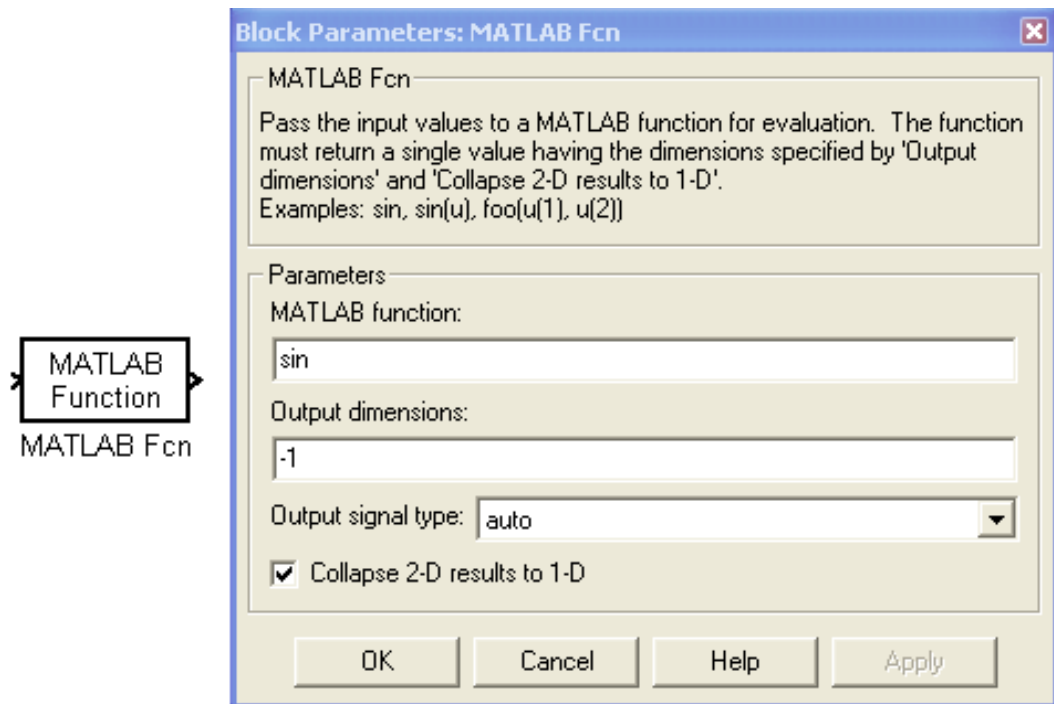 Block Parameters: MATLAB Fcn
MATLAB Fcn
Pass the input values to a MATLAB function for evaluation.  The function
must return a single value having the dimensions specified by 'Output
dimensions' and 'Collapse 2-D results to 1-D'.
Examples: sin, sin(u), foo(u(1), u(2))
Parameters
MATLAB function:
sin
Output dimensions:
-1
Output signal type: auto
Collapse 2-D results to 1-D
OK Cancel Help Apply
MATLAB
Function
MATLAB Fcn